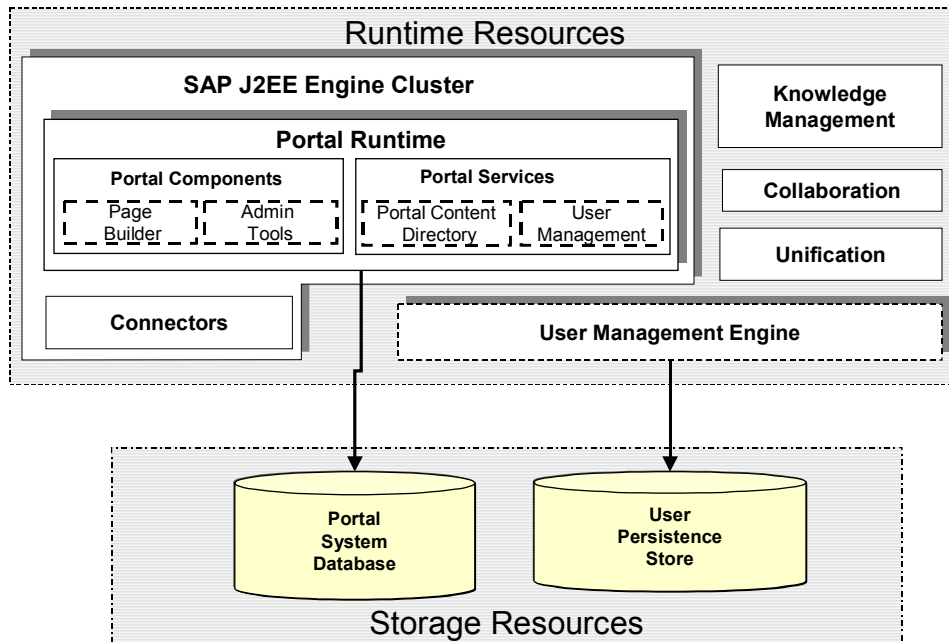 Runtime Resources
SAP J2EE Engine Cluster
Knowledge
Management
Portal Runtime
Portal Components
Page
Builder
Admin
Tools
Portal Services
Portal Content
Directory
User
Management
Collaboration
Unification
Connectors
User Management Engine
Portal
System
Database
User
Persistence
Store
Storage Resources